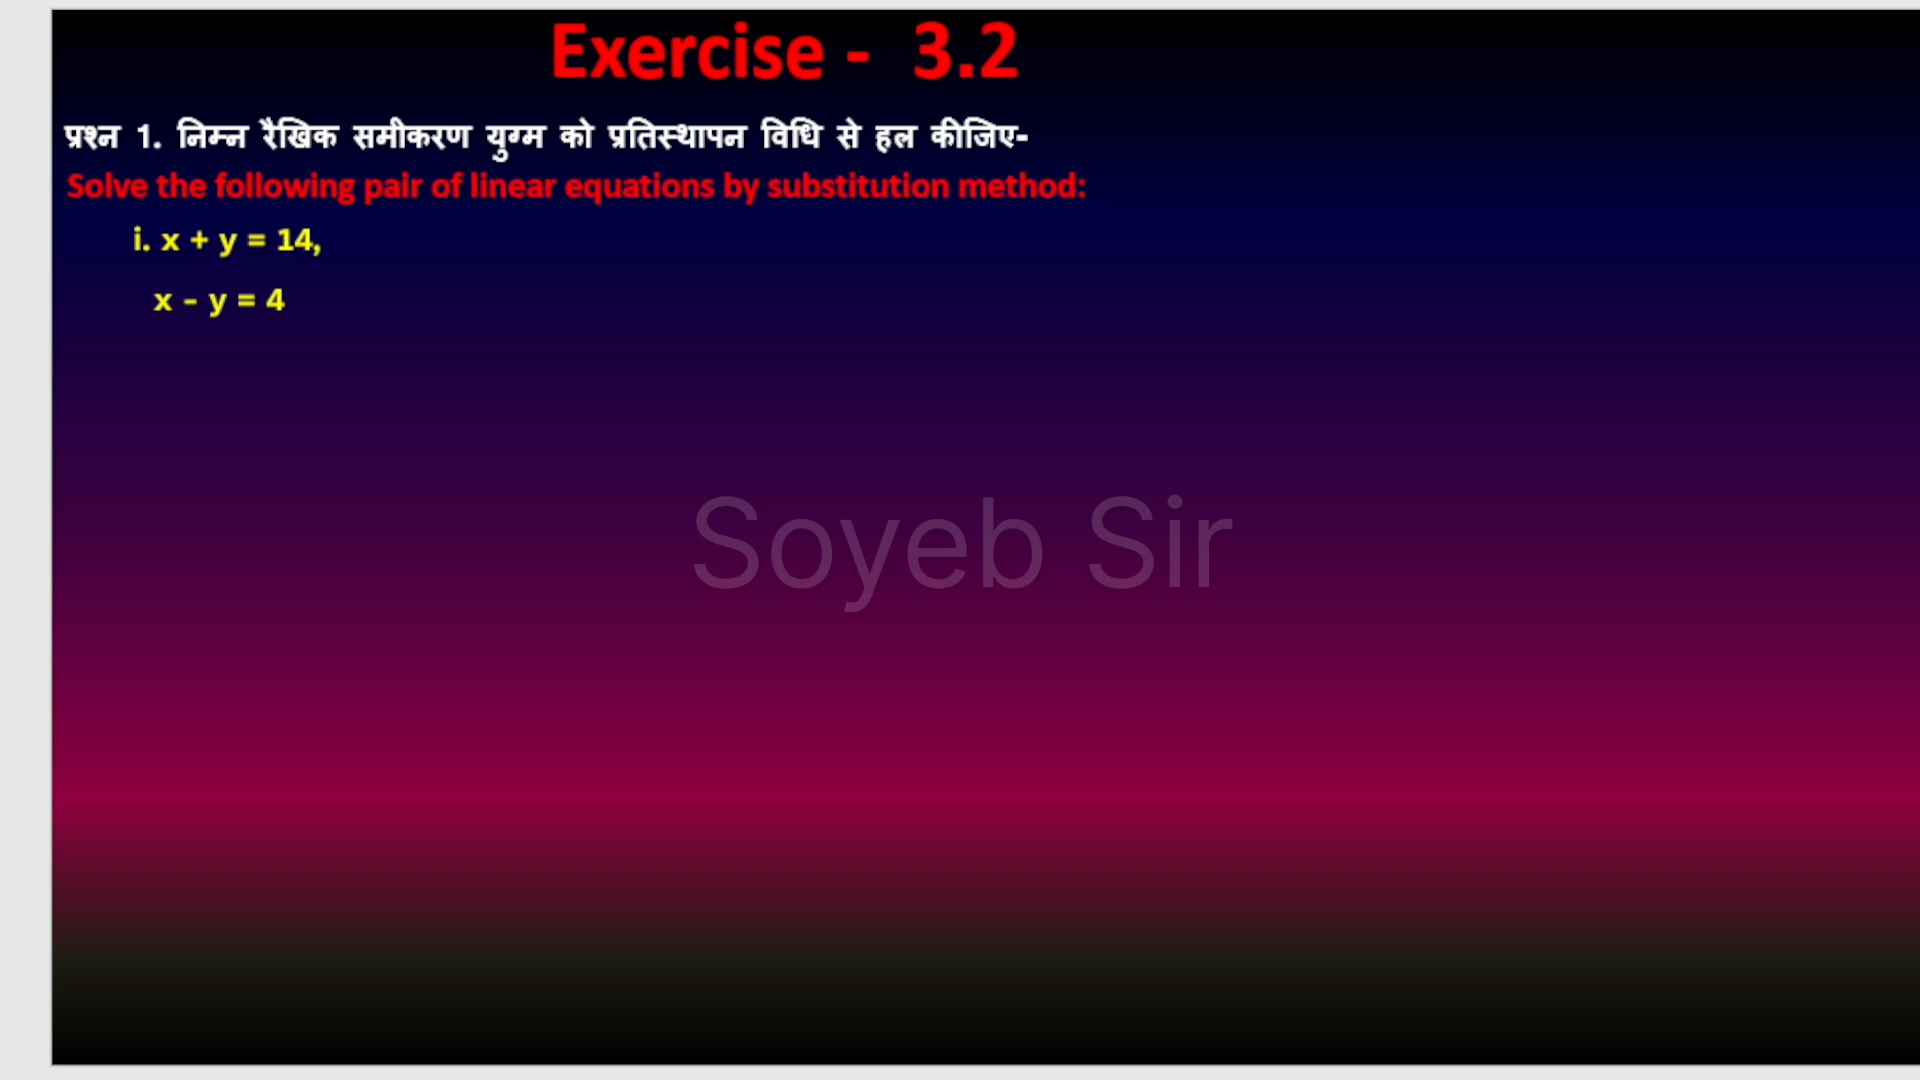 Exercise - 3.2
प्रश्न 1. निम्न रैखिक समीकरण युग्म को प्रतिस्थापन विधि से हल कीजिए-
Solve the following pair of linear equations by substitution method:
i. x + y = 14,
x – y = 4
Soyeb Sir